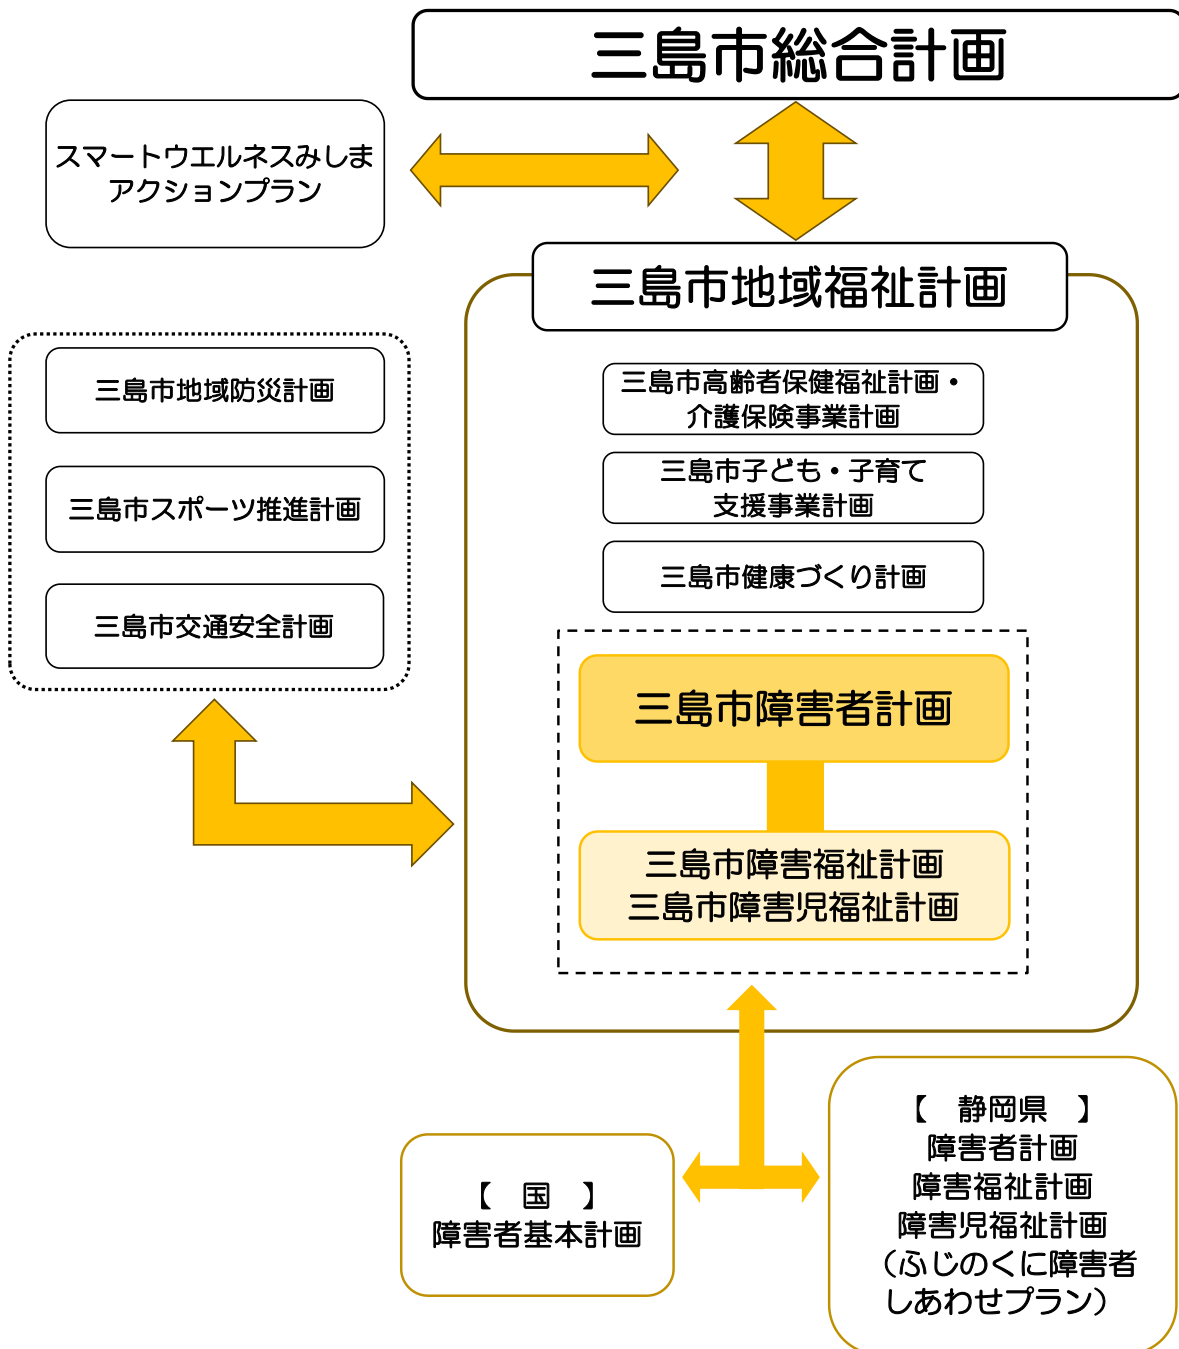 三島市総合計画
スマートウエルネスみしま
アクションプラン
三島市地域福祉計画
三島市地域防災計画
三島市スポーツ推進計画
三島市交通安全計画
三島市高齢者保健福祉計画・
介護保険事業計画
三島市子ども・子育て
支援事業計画
三島市健康づくり計画
三島市障害者計画
三島市障害福祉計画
三島市障害児福祉計画
【　国　】
障害者基本計画
【　静岡県　】
障害者計画
障害福祉計画
障害児福祉計画
（ふじのくに障害者
しあわせプラン）